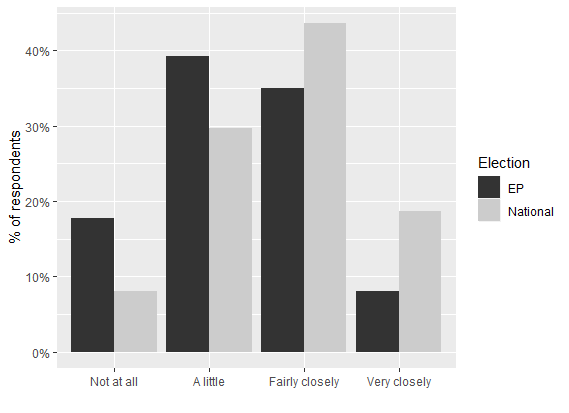 % of respondents
40%
30%
20%
10%
0%
Not at all
A little
Fairly closely
Very closely
Election
EP
National